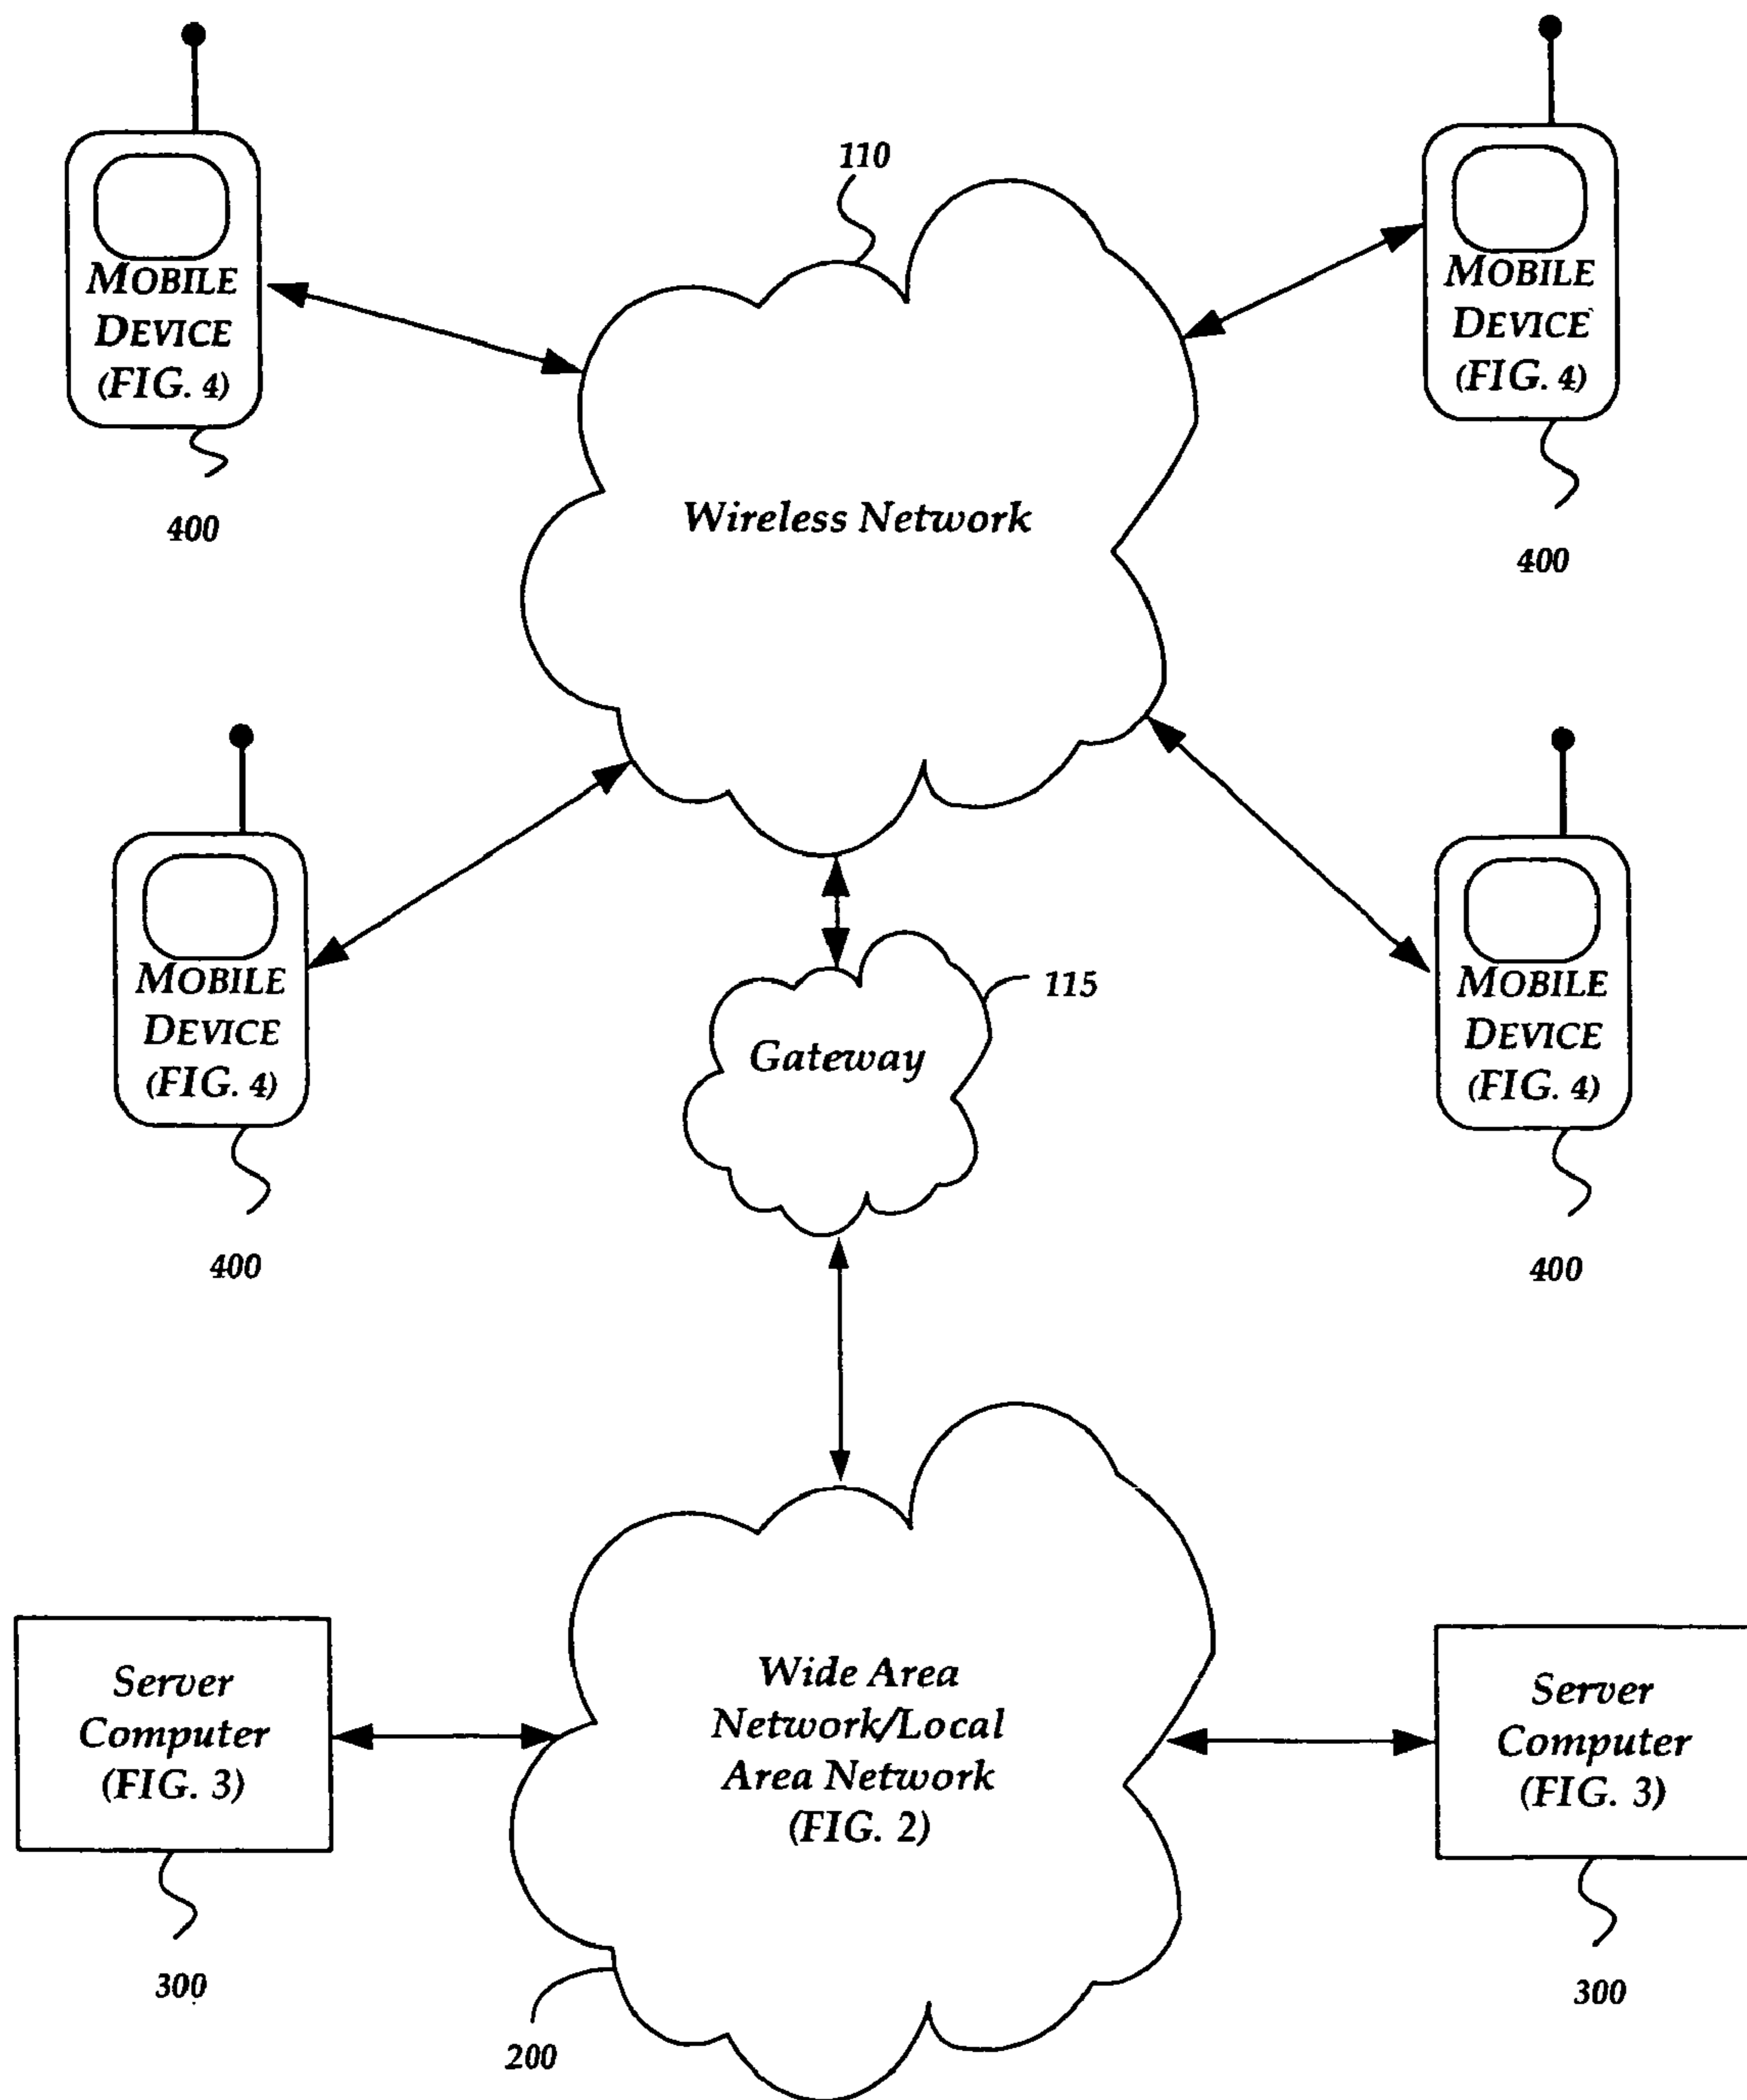 110
MOBILE
DEVICE
(FIG. 4)
400
MOBILE
DEVICE
(FIG. 4)
400
Wireless Network
MOBILE
DEVICE
(FIG. 4)
400
115
Gateway
MOBILE
DEVICE
(FIG. 4)
400
Server
Computer
(FIG. 3)
300
Wide Area
Network/Local
Area Network
(FIG. 2)
200
Server
Computer
(FIG. 3)
300